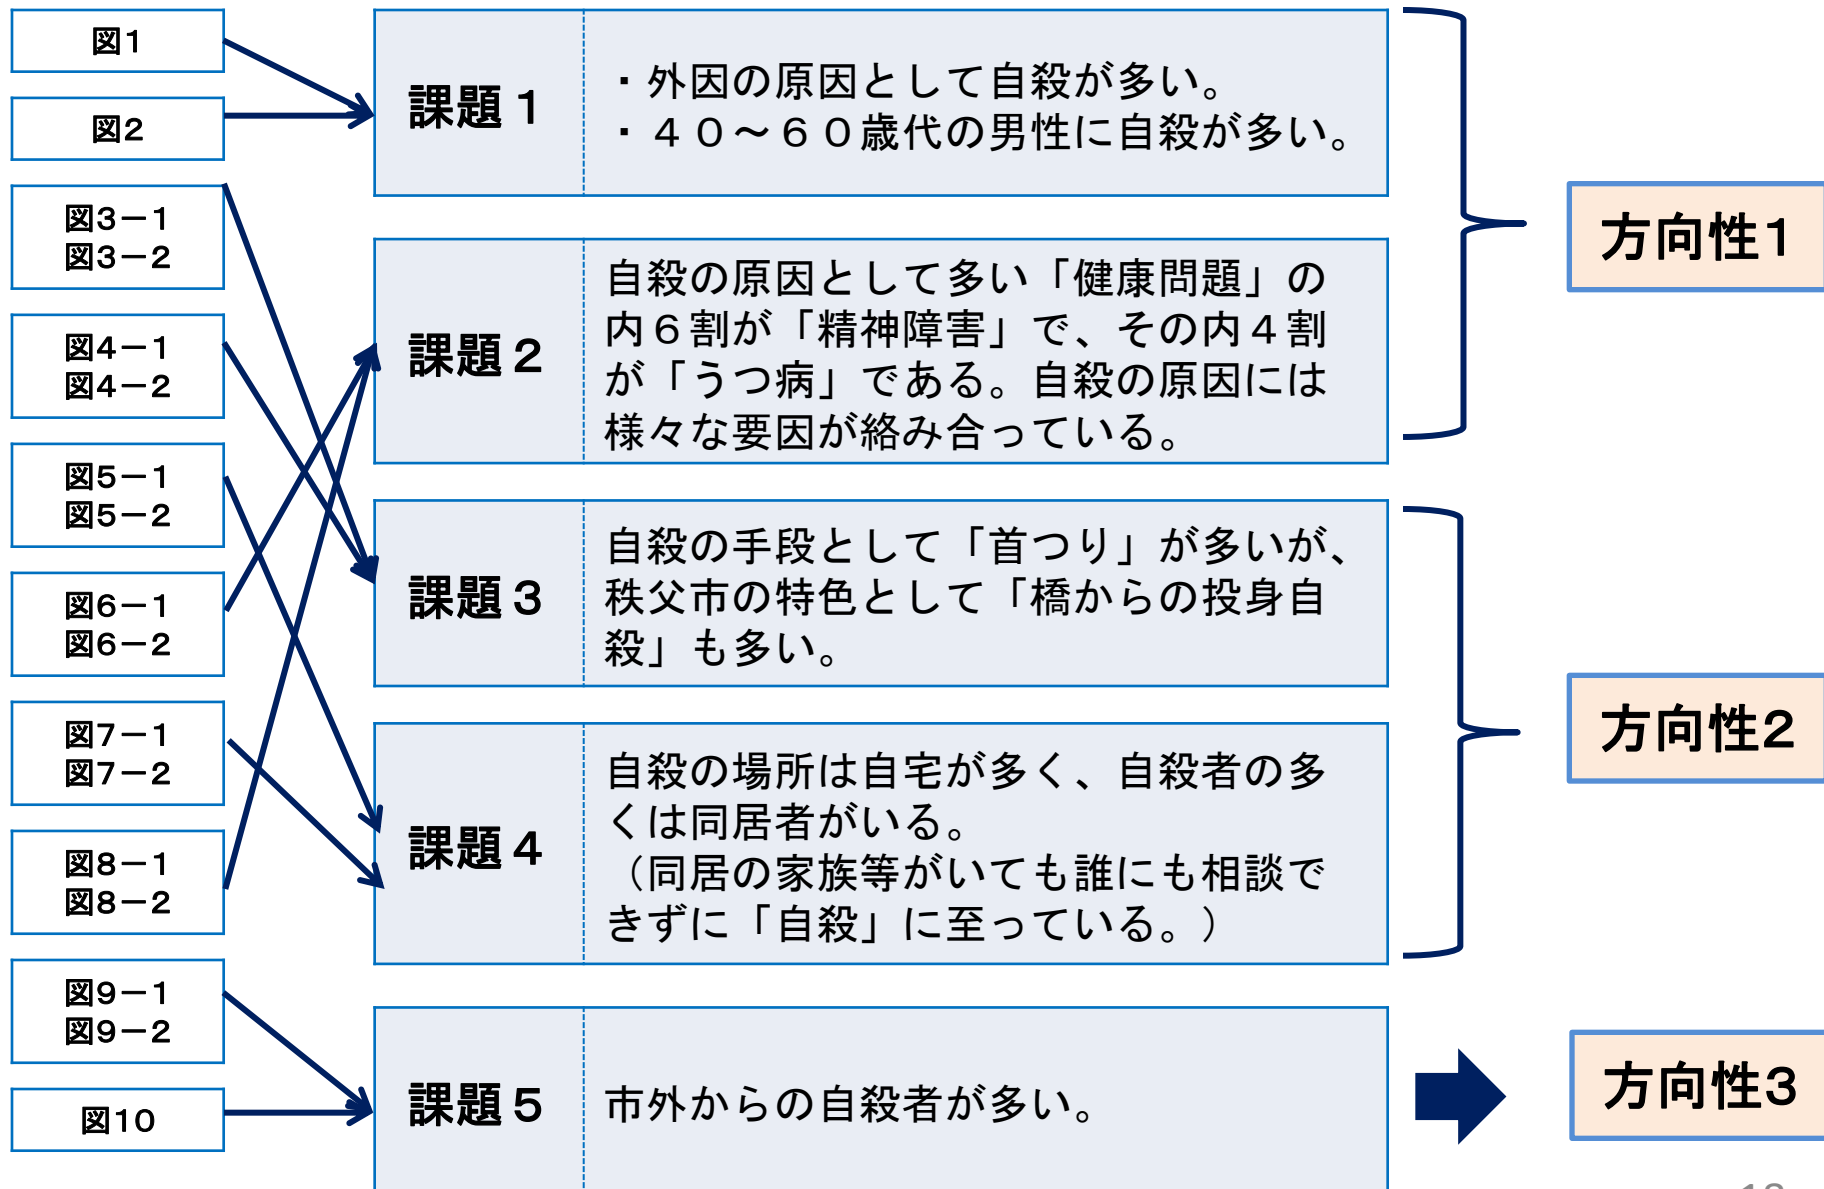 図1
図2
図3－1
図3－2
図4－1
図4－2
図5－1
図5－2
図6－1
図6－2
図7－1
図7－2
図8－1
図8－2
図9－1
図9－2
図10
課題１
・外因の原因として自殺が多い。
・４０～６０歳代の男性に自殺が多い。
課題２
自殺の原因として多い「健康問題」の
内６割が「精神障害」で、その内４割
が「うつ病」である。自殺の原因には
様々な要因が絡み合っている。
課題３
自殺の手段として「首つり」が多いが、
秩父市の特色として「橋からの投身自
殺」も多い。
課題４
自殺の場所は自宅が多く、自殺者の多
くは同居者がいる。
（同居の家族等がいても誰にも相談で
きずに「自殺」に至っている。）
課題５
市外からの自殺者が多い。
方向性1
方向性2
方向性3